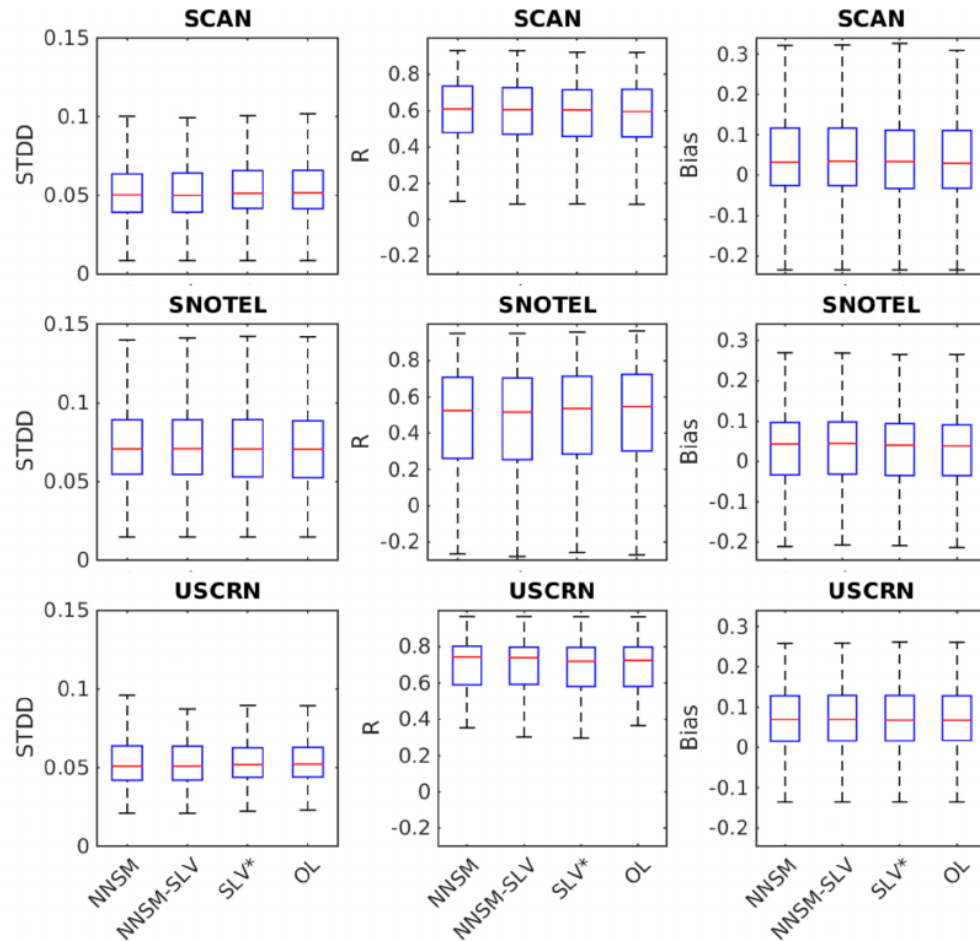 SCAN
SCAN
SCAN
0.15
0.1
0.05
0
STDD
0.8
0.6
0.4
0.2
0
-0.2
R
0.3
0.2
0.1
0
-0.1
-0.2
Bias
SNOTEL
SNOTEL
SNOTEL
0.15
0.1
0.05
0
STDD
0.8
0.6
0.4
0.2
0
-0.2
R
0.3
0.2
0.1
0
-0.1
-0.2
Bias
USCRN
USCRN
USCRN
0.15
0.1
0.05
0
STDD
0.8
0.6
0.4
0.2
0
-0.2
R
0.3
0.2
0.1
0
-0.1
-0.2
Bias
NNSM
NNSM-SLV
SLV*
OL
NNSM
NNSM-SLV
SLV*
OL
NNSM
NNSM-SLV
SLV*
OL